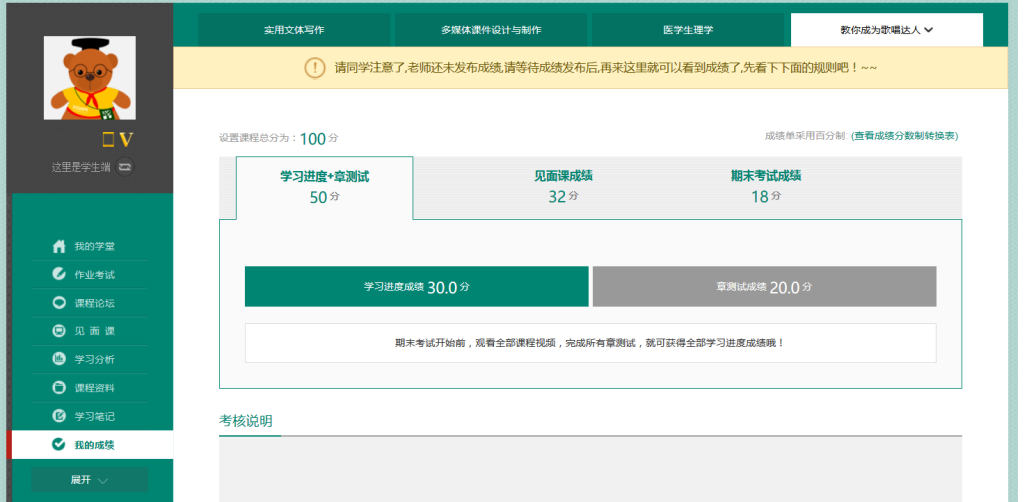 实用文体写作
多媒体课件设计与制作
医学生理学
教你成为歌唱达人
请同学注意了,老师还未发布成绩,请等待成绩发布后,再来这里就可以看到成绩了,先看下下面的规则吧！~~
V
这里是学生端
我的学堂
作业考试
课程论坛
见面课
学习分析
课程资料
学习笔记
我的成绩
展开
设置课程总分为：100分
成绩单采用百分制 (查看成绩分数制转换表)
学习进度+章测试
50分
见面课成绩
32分
期末考试成绩
18分
学习进度成绩 30.0 分
章测试成绩 20.0 分
期末考试开始前，观看全部课程视频，完成所有章测试，就可获得全部学习进度成绩哦！
考核说明